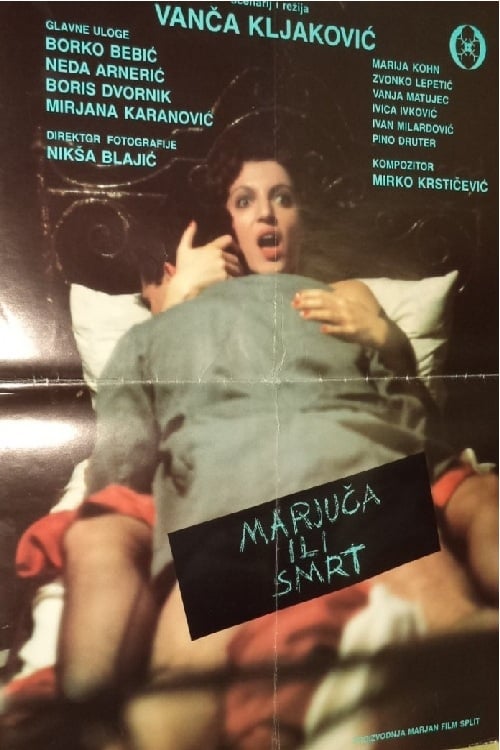 scenarij i režija
VANČA KLJAKOVIĆ
GLAVNE ULOGE
BORKO BEBIĆ
NEDA ARNERIĆ
BORIS DVORNIK
MIRJANA KARANOVIĆ
DIREKTOR FOTOGRAFIJE
NIKŠA BLAJIĆ
MARIJA KOHN
ZVONKO LEPETIĆ
VANJA MATUJEC
IVICA IVKOVIĆ
IVAN MILARDOVIĆ
PINO DRUTER
KOMPOZITOR
MIRKO KRSTIČEVIĆ
MARJUČA
ILI
SMRT
PROIZVODNJA MARJAN FILM SPLIT